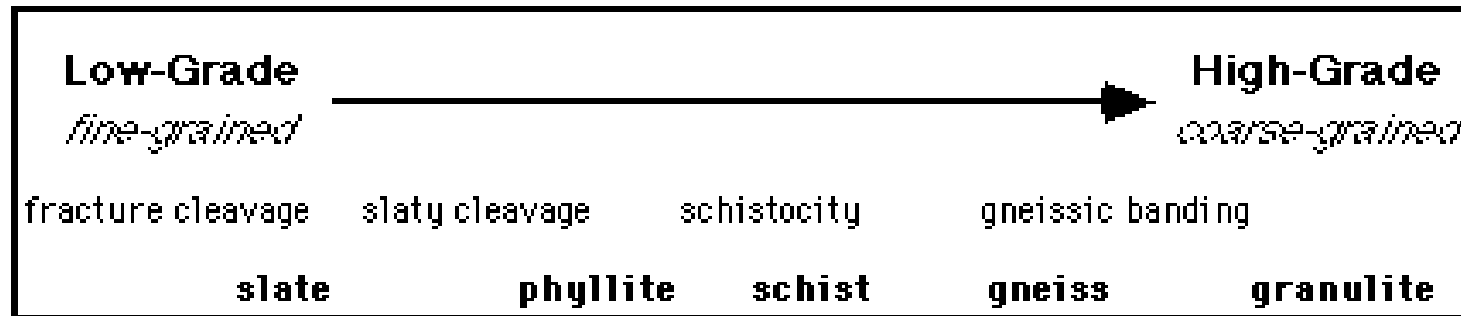 Low-Grade High-Grade
fine-grained coarse-grained
fracture cleavage slaty cleavage schistocity gneissic banding
slate phyllite schist gneiss granulite